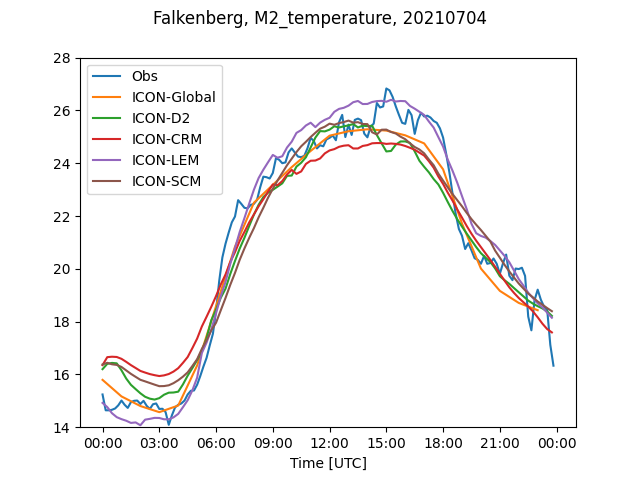 Falkenberg, M2_temperature, 20210704
28
26
24
22
20
18
16
14
Obs
ICON-Global
ICON-D2
ICON-CRM
ICON-LEM
ICON-SCM
00:00 03:00 06:00 09:00 12:00 15:00 18:00 21:00 00:00
Time [UTC]